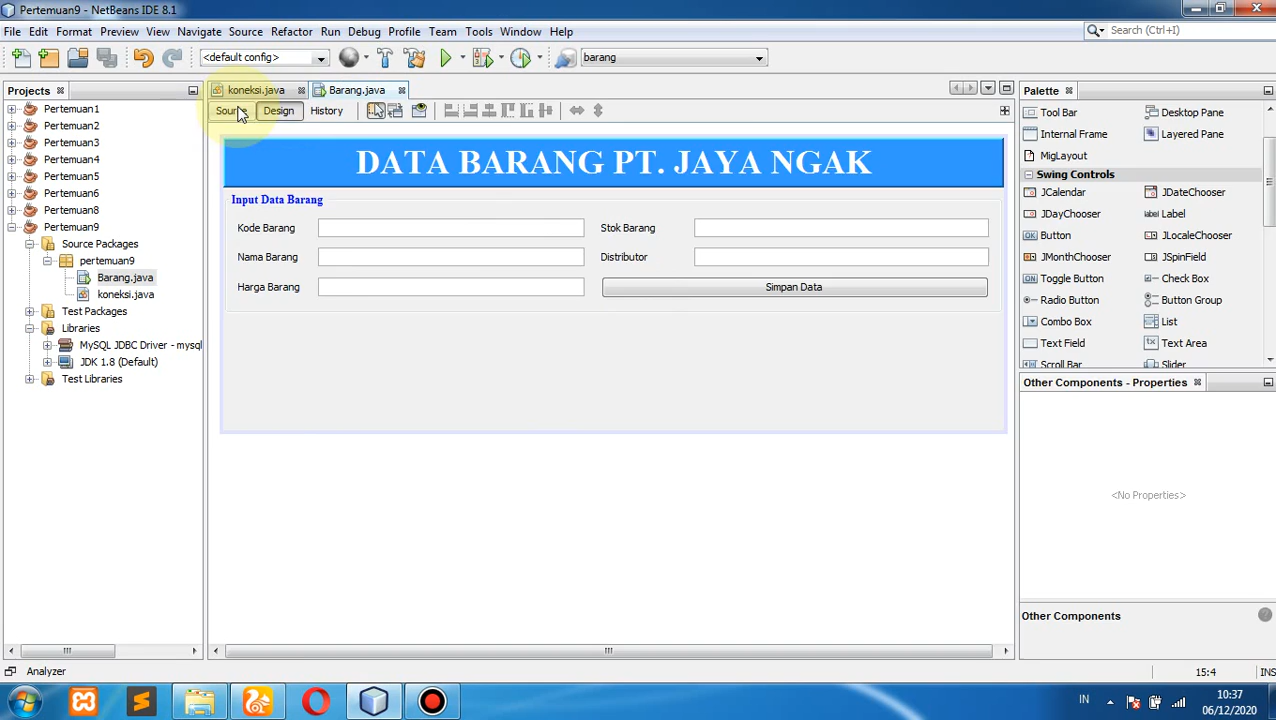 Pertemuan9 - NetBeans IDE 8.1
File Edit Format Preview View Navigate Source Refactor Run Debug Profile Team Tools Window Help
Search (Ctrl+I)
<default config>
barang
Projects
koneksi.java
Barang.java
Palette
Source
Design
History
Pertemuan1
Pertemuan2
Pertemuan3
Pertemuan4
Pertemuan5
Pertemuan6
Pertemuan8
Pertemuan9
Source Packages
pertemuan9
Barang.java
koneksi.java
Test Packages
Libraries
MySQL JDBC Driver - mysql
JDK 1.8 (Default)
Test Libraries
DATA BARANG PT. JAYA NGAK
Input Data Barang
Kode Barang
Stok Barang
Nama Barang
Distributor
Harga Barang
Simpan Data
Tool Bar
Desktop Pane
Internal Frame
Layered Pane
MigLayout
Swing Controls
JCalendar
JDateChooser
JDayChooser
label Label
Button
JLocaleChooser
JMonthChooser
JSpinField
Toggle Button
Check Box
Radio Button
Button Group
Combo Box
List
Text Field
Text Area
Scroll Bar
Slider
Other Components - Properties
<No Properties>
Other Components
Analyzer
15:4
INS
IN
10:37
06/12/2020